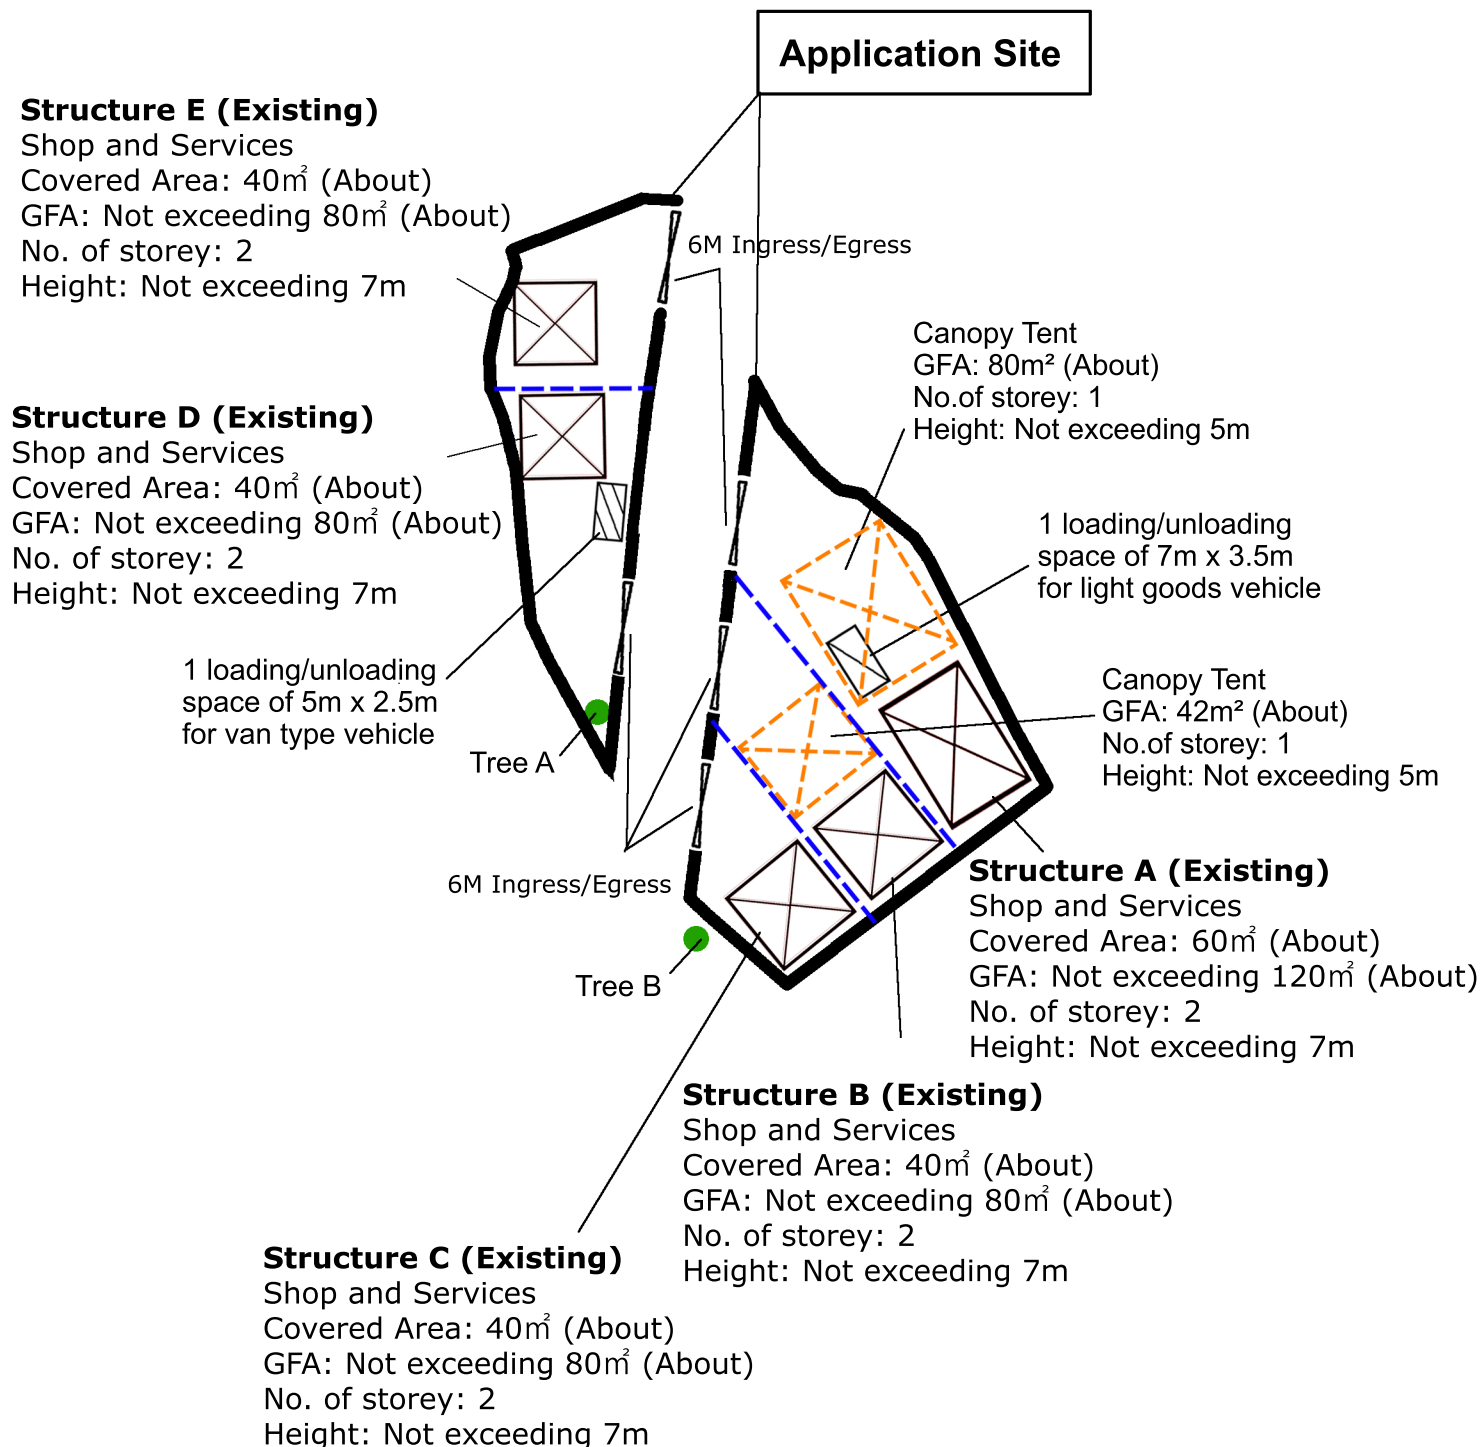 Application Site
Structure E (Existing)
Shop and Services
Covered Area: 40㎡ (About)
GFA: Not exceeding 80㎡ (About)
No. of storey: 2
Height: Not exceeding 7m
6M Ingress/Egress
Canopy Tent
GFA: 80m² (About)
No.of storey: 1
Height: Not exceeding 5m
Structure D (Existing)
Shop and Services
Covered Area: 40㎡ (About)
GFA: Not exceeding 80㎡ (About)
No. of storey: 2
Height: Not exceeding 7m
1 loading/unloading
space of 7m x 3.5m
for light goods vehicle
1 loading/unloading
space of 5m x 2.5m
for van type vehicle
Tree A
Canopy Tent
GFA: 42m² (About)
No.of storey: 1
Height: Not exceeding 5m
6M Ingress/Egress
Tree B
Structure A (Existing)
Shop and Services
Covered Area: 60㎡ (About)
GFA: Not exceeding 120㎡ (About)
No. of storey: 2
Height: Not exceeding 7m
Structure B (Existing)
Shop and Services
Covered Area: 40㎡ (About)
GFA: Not exceeding 80㎡ (About)
No. of storey: 2
Height: Not exceeding 7m
Structure C (Existing)
Shop and Services
Covered Area: 40㎡ (About)
GFA: Not exceeding 80㎡ (About)
No. of storey: 2
Height: Not exceeding 7m